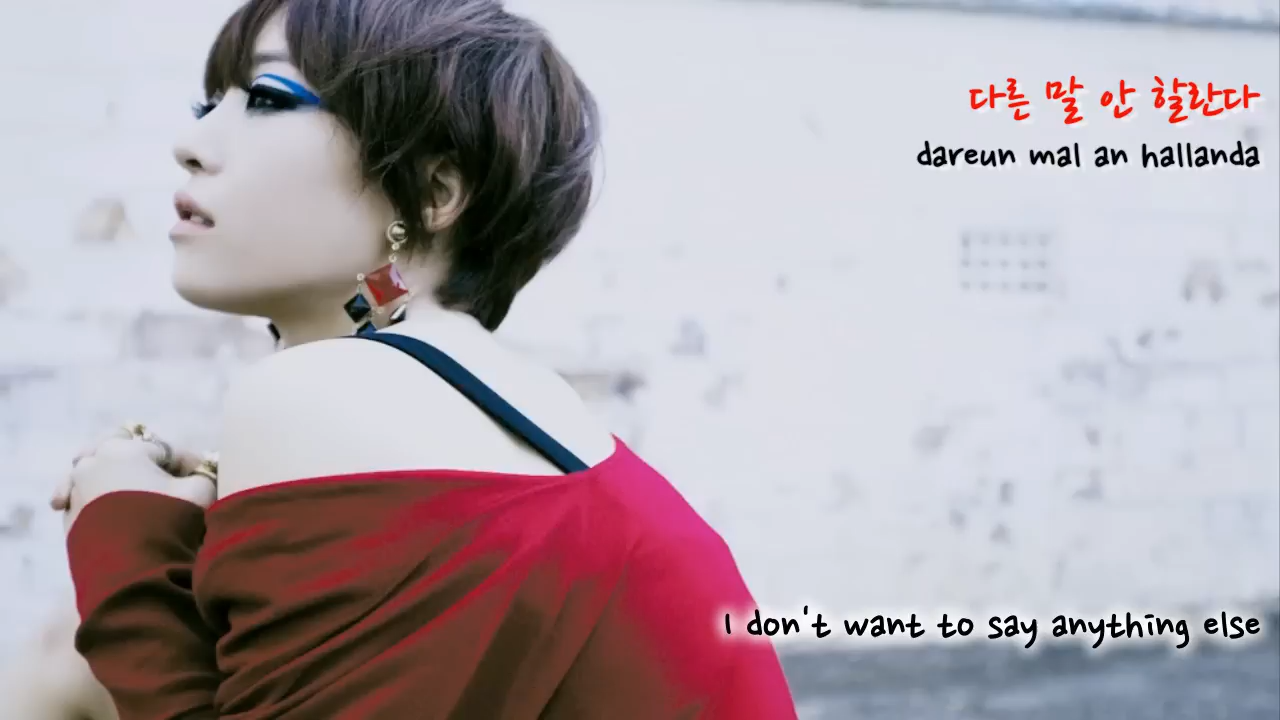 다른 말 안 할란다
dareun mal an hallanda
I don't want to say anything else